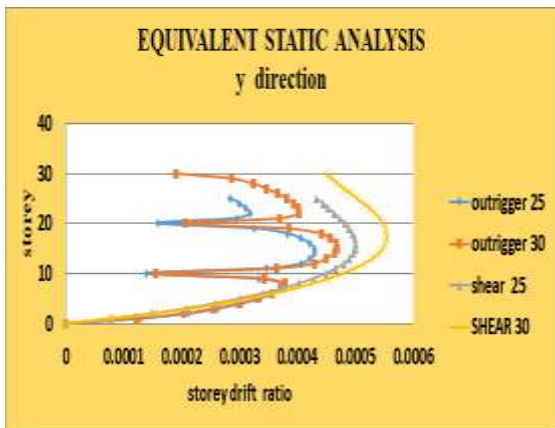 EQUIVALENT STATIC ANALYSIS
y direction
40
30
20
10
0
storey
0 0.0001 0.0002 0.0003 0.0004 0.0005 0.0006
storey drift ratio
outrigger 25
outrigger 30
shear 25
SHEAR 30